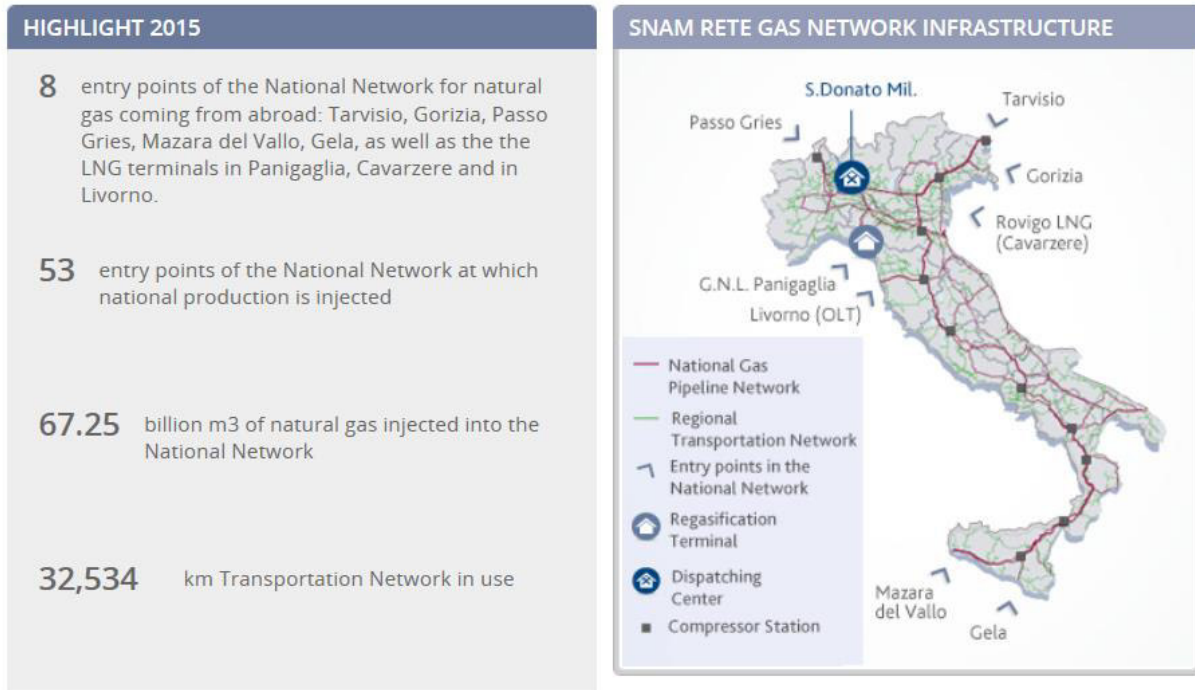 HIGHLIGHT 2015
8 entry points of the National Network for natural
gas coming from abroad: Tarvisio, Gorizia, Passo
Gries, Mazara del Vallo, Gela, as well as the the
LNG terminals in Panigaglia, Cavarzere and in
Livorno.
53 entry points of the National Network at which
national production is injected
67.25 billion m3 of natural gas injected into the
National Network
32,534 km Transportation Network in use
SNAM RETE GAS NETWORK INFRASTRUCTURE
S.Donato Mil.
Tarvisio
Passo Gries
Gorizia
Rovigo LNG
(Cavarzere)
G.N.L. Panigaglia
Livorno (OLT)
National Gas
Pipeline Network
Regional
Transportation Network
Entry points in the
National Network
Regasification
Terminal
Dispatching
Center
Compressor Station
Mazara
del Vallo
Gela